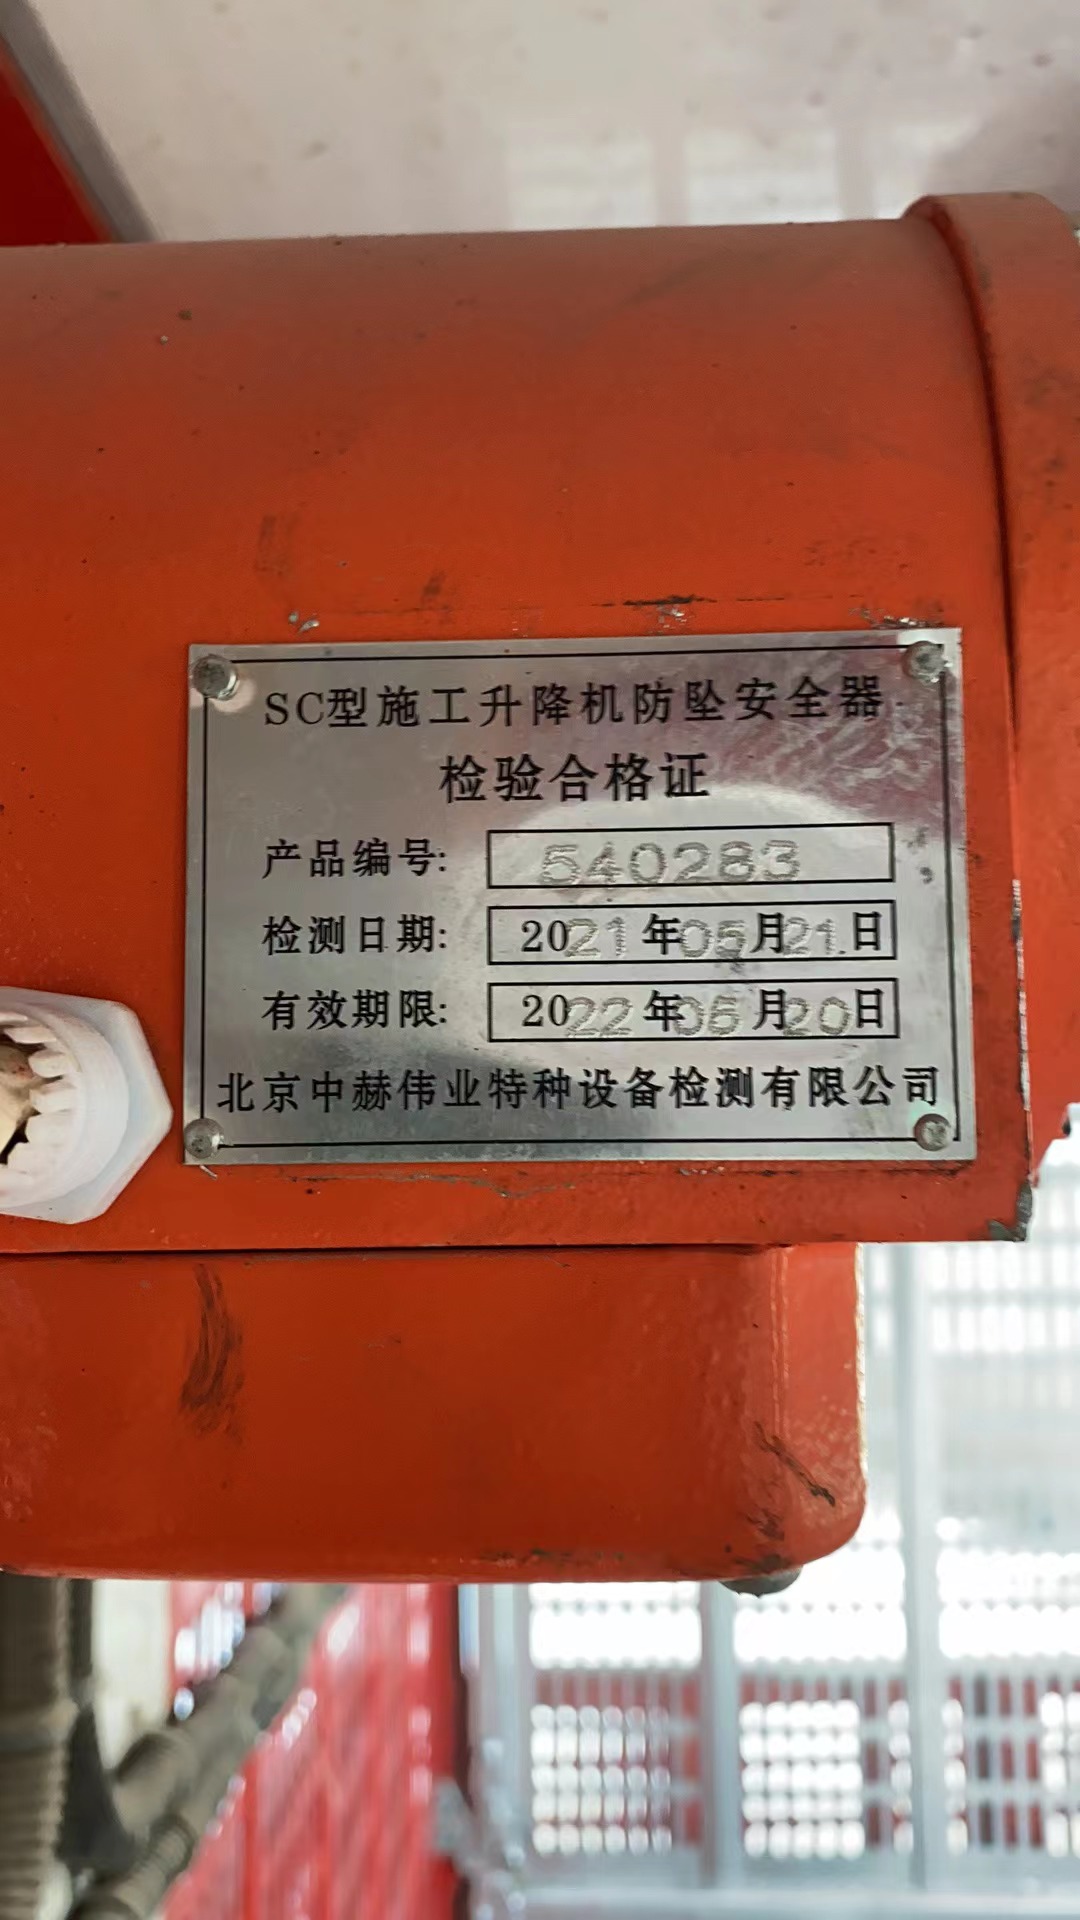 SC型施工升降机防坠安全器
检验合格证
产品编号: 540283
检测日期: 2021年05月21日
有效期限: 2022年05月20日
北京中赫伟业特种设备检测有限公司